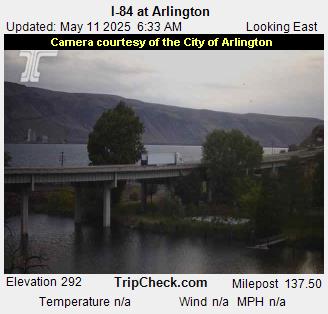 I-84 at Arlington
Updated: May 11 2025 6:33 AM Looking East
Camera courtesy of the City of Arlington
Elevation 292 TripCheck.com Milepost 137.50
Temperature n/a Wind n/a MPH n/a